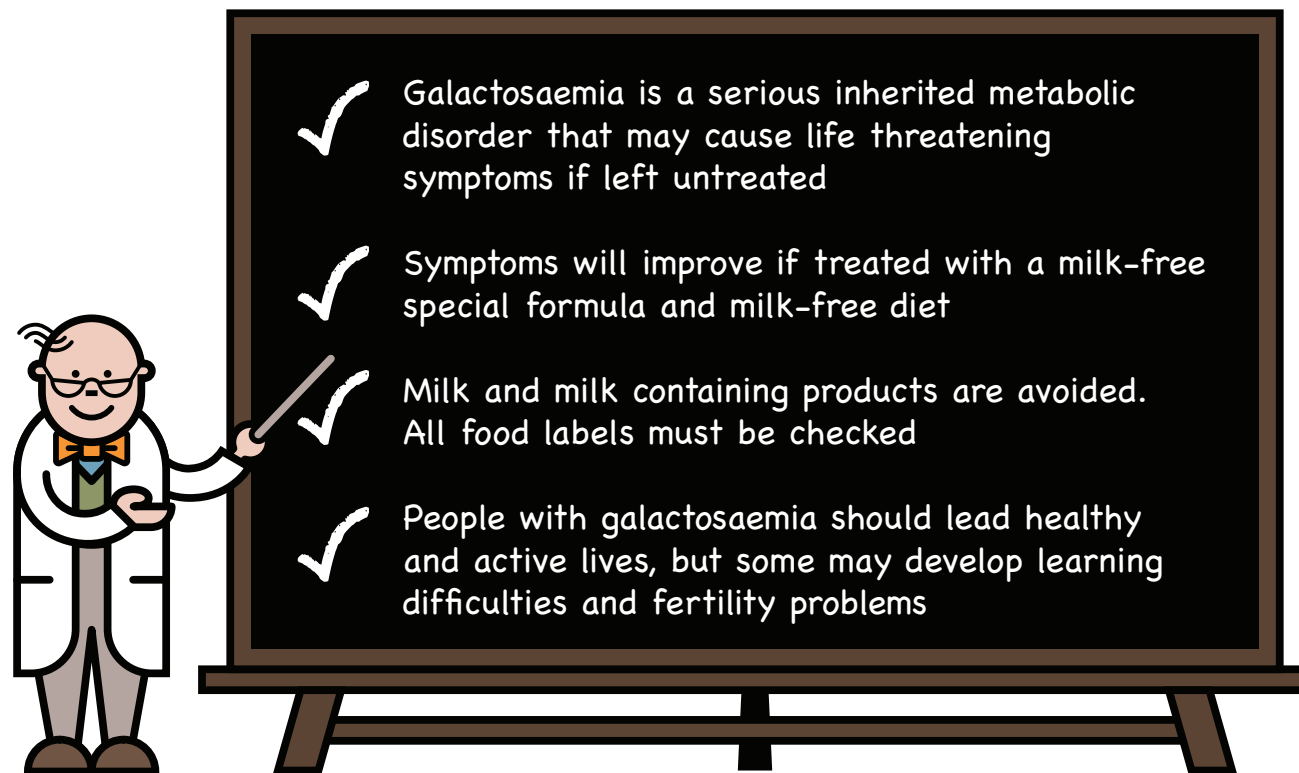 Galactosaemia is a serious inherited metabolic
disorder that may cause life threatening
symptoms if left untreated
Symptoms will improve if treated with a milk-free
special formula and milk-free diet
Milk and milk containing products are avoided.
All food labels must be checked
People with galactosaemia should lead healthy
and active lives, but some may develop learning
difficulties and fertility problems